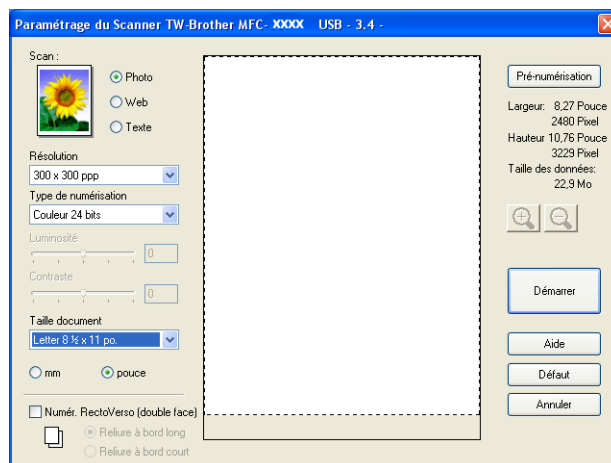 Paramétrage du Scanner TW-Brother MFC- XXXX USB - 3.4 -
Scan :
Photo
Web
Texte
Résolution
300 x 300 ppp
Type de numérisation
Couleur 24 bits
Luminosité
0
Contraste
0
Taille document
Letter 8 ½ x 11 po.
mm
pouce
Numér. RectoVerso (double face)
Reliure à bord long
Reliure à bord court
Pré-numérisation
Largeur: 8,27 Pouce
2480 Pixel
Hauteur 10,76 Pouce
3229 Pixel
Taille des données:
22,9 Mo
Démarrer
Aide
Défaut
Annuler